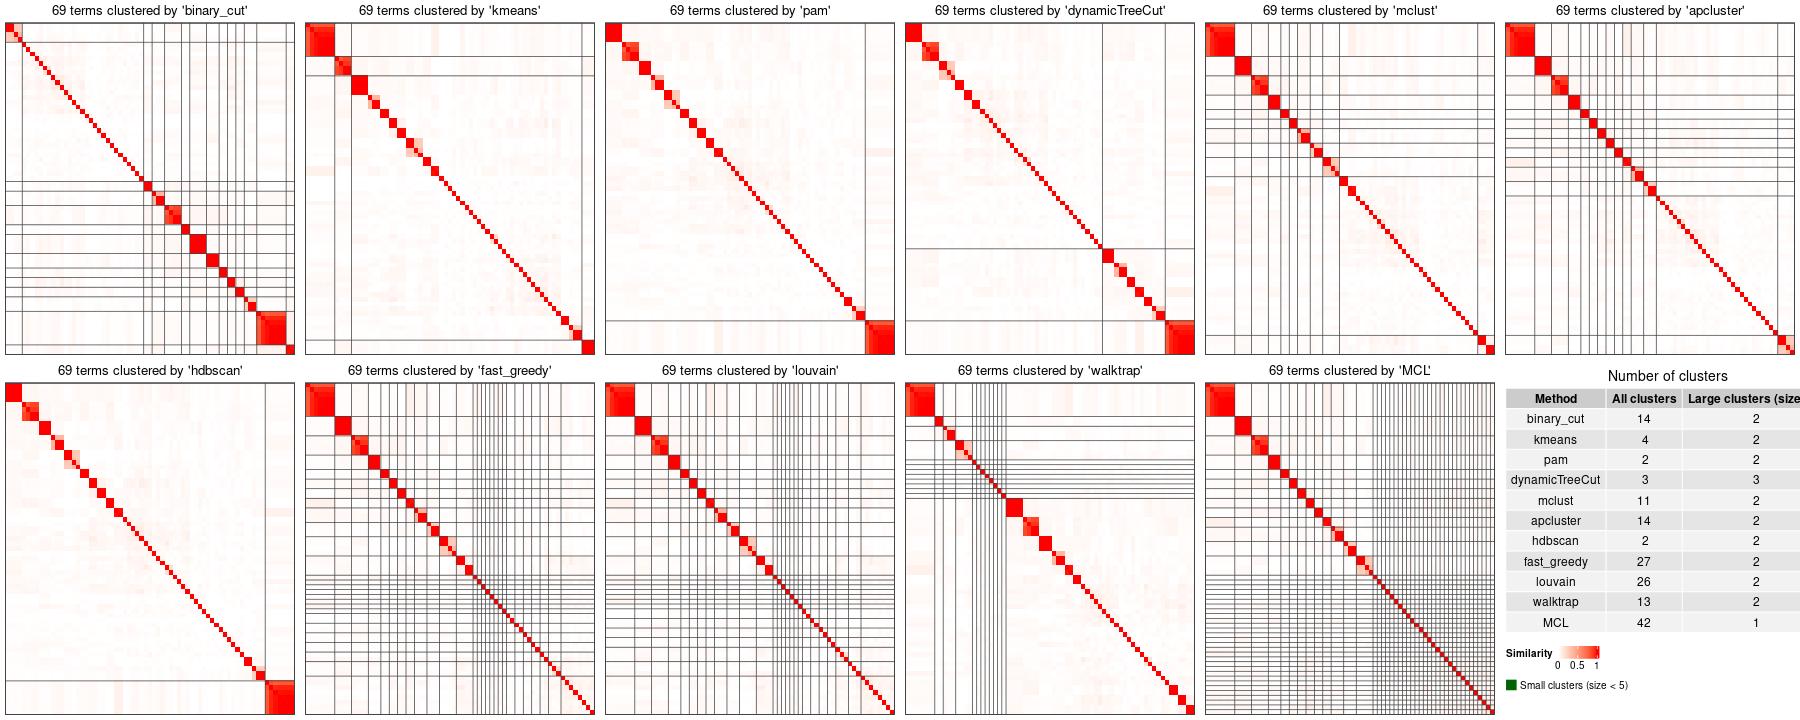 69 terms clustered by 'binary_cut'
69 terms clustered by 'kmeans'
69 terms clustered by 'pam'
69 terms clustered by 'dynamicTreeCut'
69 terms clustered by 'mclust'
69 terms clustered by 'apcluster'
69 terms clustered by 'hdbscan'
69 terms clustered by 'fast_greedy'
69 terms clustered by 'louvain'
69 terms clustered by 'walktrap'
69 terms clustered by 'MCL'
Number of clusters
Method All clusters Large clusters (size
binary_cut 14 2
kmeans 4 2
pam 2 2
dynamicTreeCut 3 3
mclust 11 2
apcluster 14 2
hdbscan 2 2
fast_greedy 27 2
louvain 26 2
walktrap 13 2
MCL 42 1
Similarity
0 0.5 1
Small clusters (size < 5)